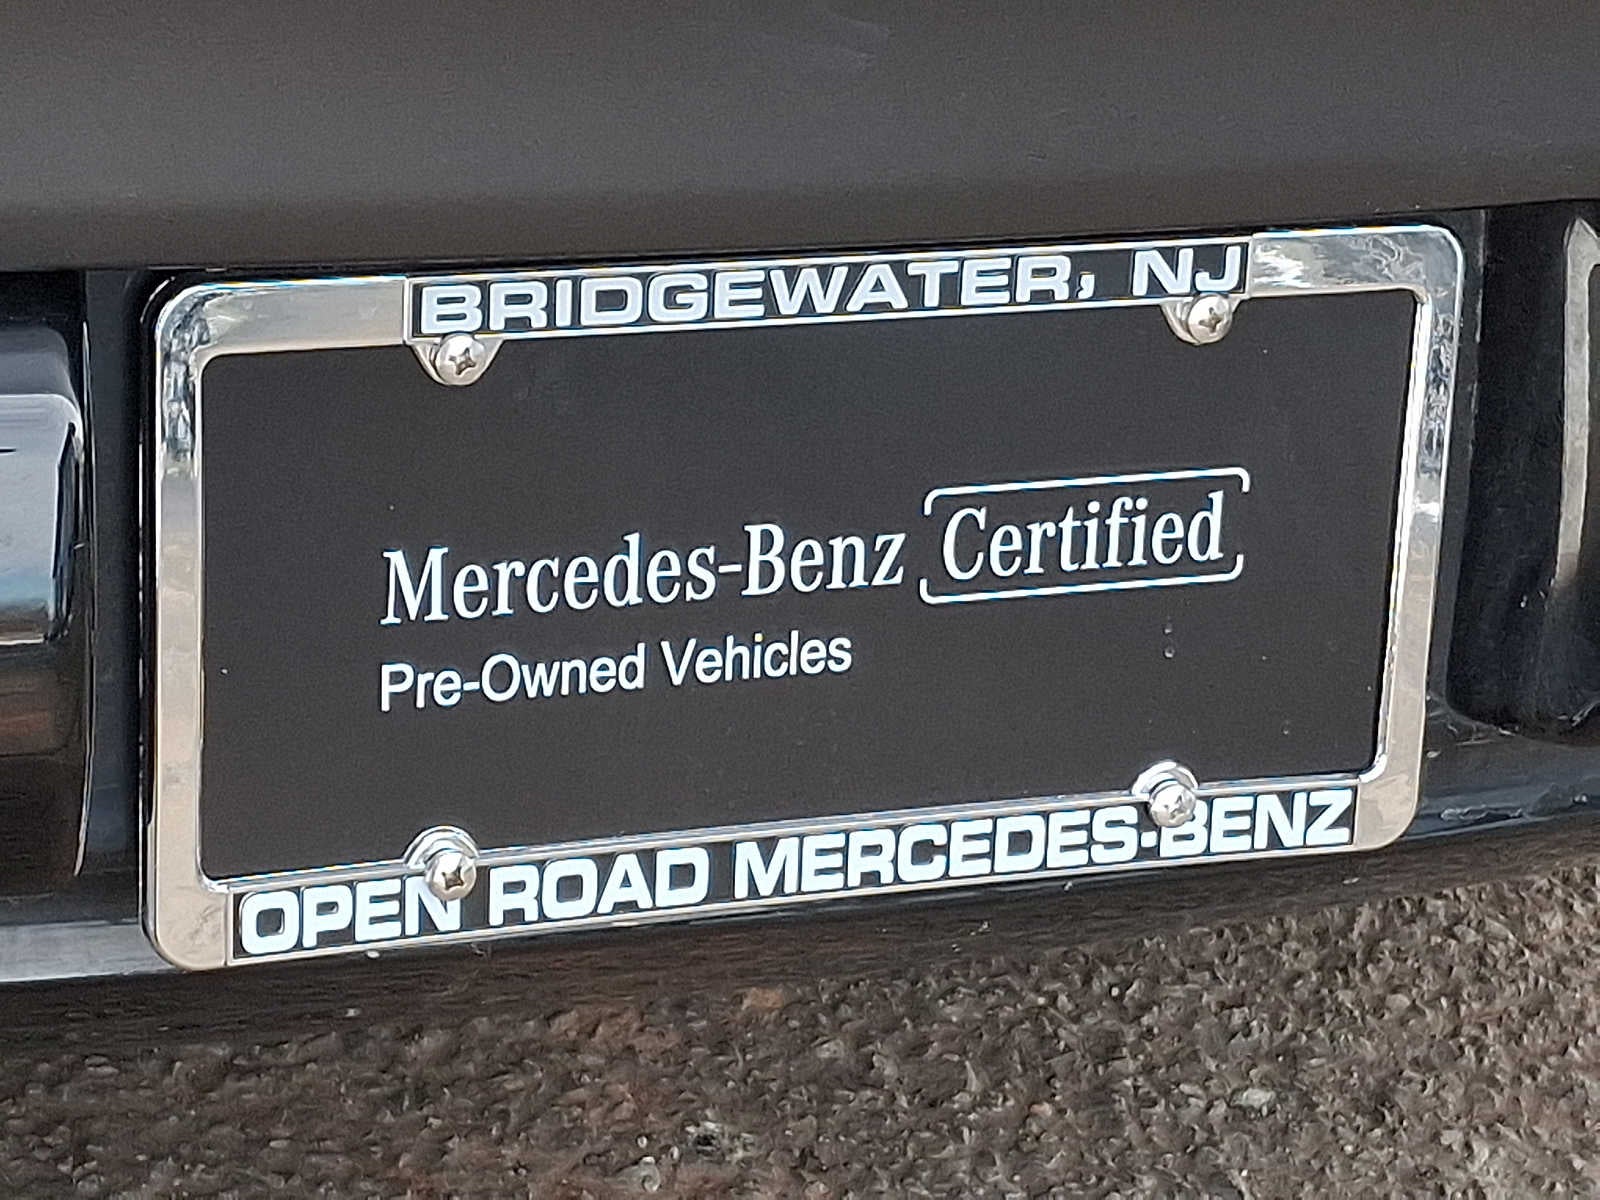 BRIDGEWATER, NJ
Mercedes-Benz Certified
Pre-Owned Vehicles
OPEN ROAD MERCEDES-BENZ